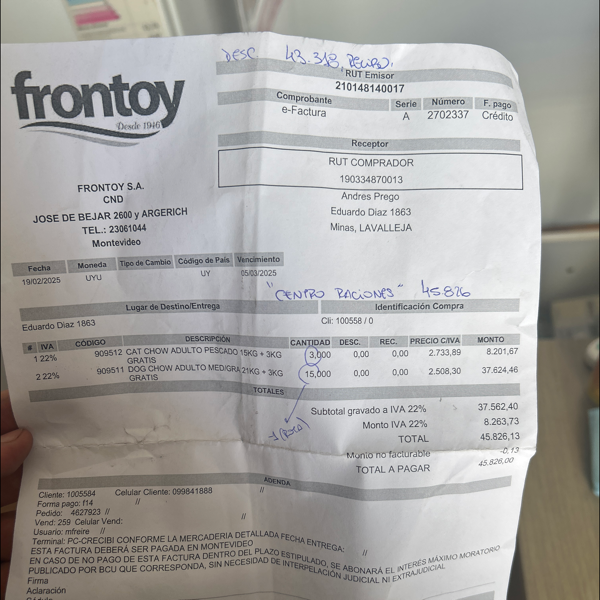 DESC 43.318
frontoy
Desde 1946
RUT Emisor
210148140017
Comprobante Serie Número F. pago
e-Factura A 2702337 Crédito
Receptor
RUT COMPRADOR
190334870013
Andres Prego
Eduardo Diaz 1863
Minas, LAVALLEJA
FRONTOY S.A.
CND
JOSE DE BEJAR 2600 y ARGERICH
TEL.: 23061044
Montevideo
Fecha Moneda Tipo de Cambio Código de País Vencimiento
19/02/2025 UYU UY 05/03/2025
"CENTRO RACIONES" 45.826
Lugar de Destino/Entrega Identificación Compra
Eduardo Diaz 1863 Cli: 100558 / 0
# IVA CÓDIGO DESCRIPCIÓN CANTIDAD DESC. REC. PRECIO C/IVA MONTO
1 22% 909512 CAT CHOW ADULTO PESCADO 15KG + 3KG GRATIS 3,000 0,00 0,00 2.733,89 8.201,67
2 22% 909511 DOG CHOW ADULTO MED/GRA 21KG + 3KG GRATIS 15,000 0,00 0,00 2.508,30 37.624,46
TOTALES
Subtotal gravado a IVA 22% 37.562,40
Monto IVA 22% 8.263,73
TOTAL 45.826,13
Monto no facturable -0,13
TOTAL A PAGAR 45.826,00
ADENDA
Cliente: 1005584 Celular Cliente: 099841888 //
Forma pago: f14 //
Pedido: 4627923 //
Vend: 259 Celular Vend: //
Usuario: mfreire //
Terminal: PC-CRECIBI CONFORME LA MERCADERIA DETALLADA FECHA ENTREGA: //
ESTA FACTURA DEBERÁ SER PAGADA EN MONTEVIDEO
EN CASO DE NO PAGO DE ESTA FACTURA DENTRO DEL PLAZO ESTIPULADO, SE ABONARÁ EL INTERÉS MÁXIMO MORATORIO
PUBLICADO POR BCU QUE CORRESPONDA, SIN NECESIDAD DE INTERPELACIÓN JUDICIAL NI EXTRAJUDICIAL
Firma
Aclaración